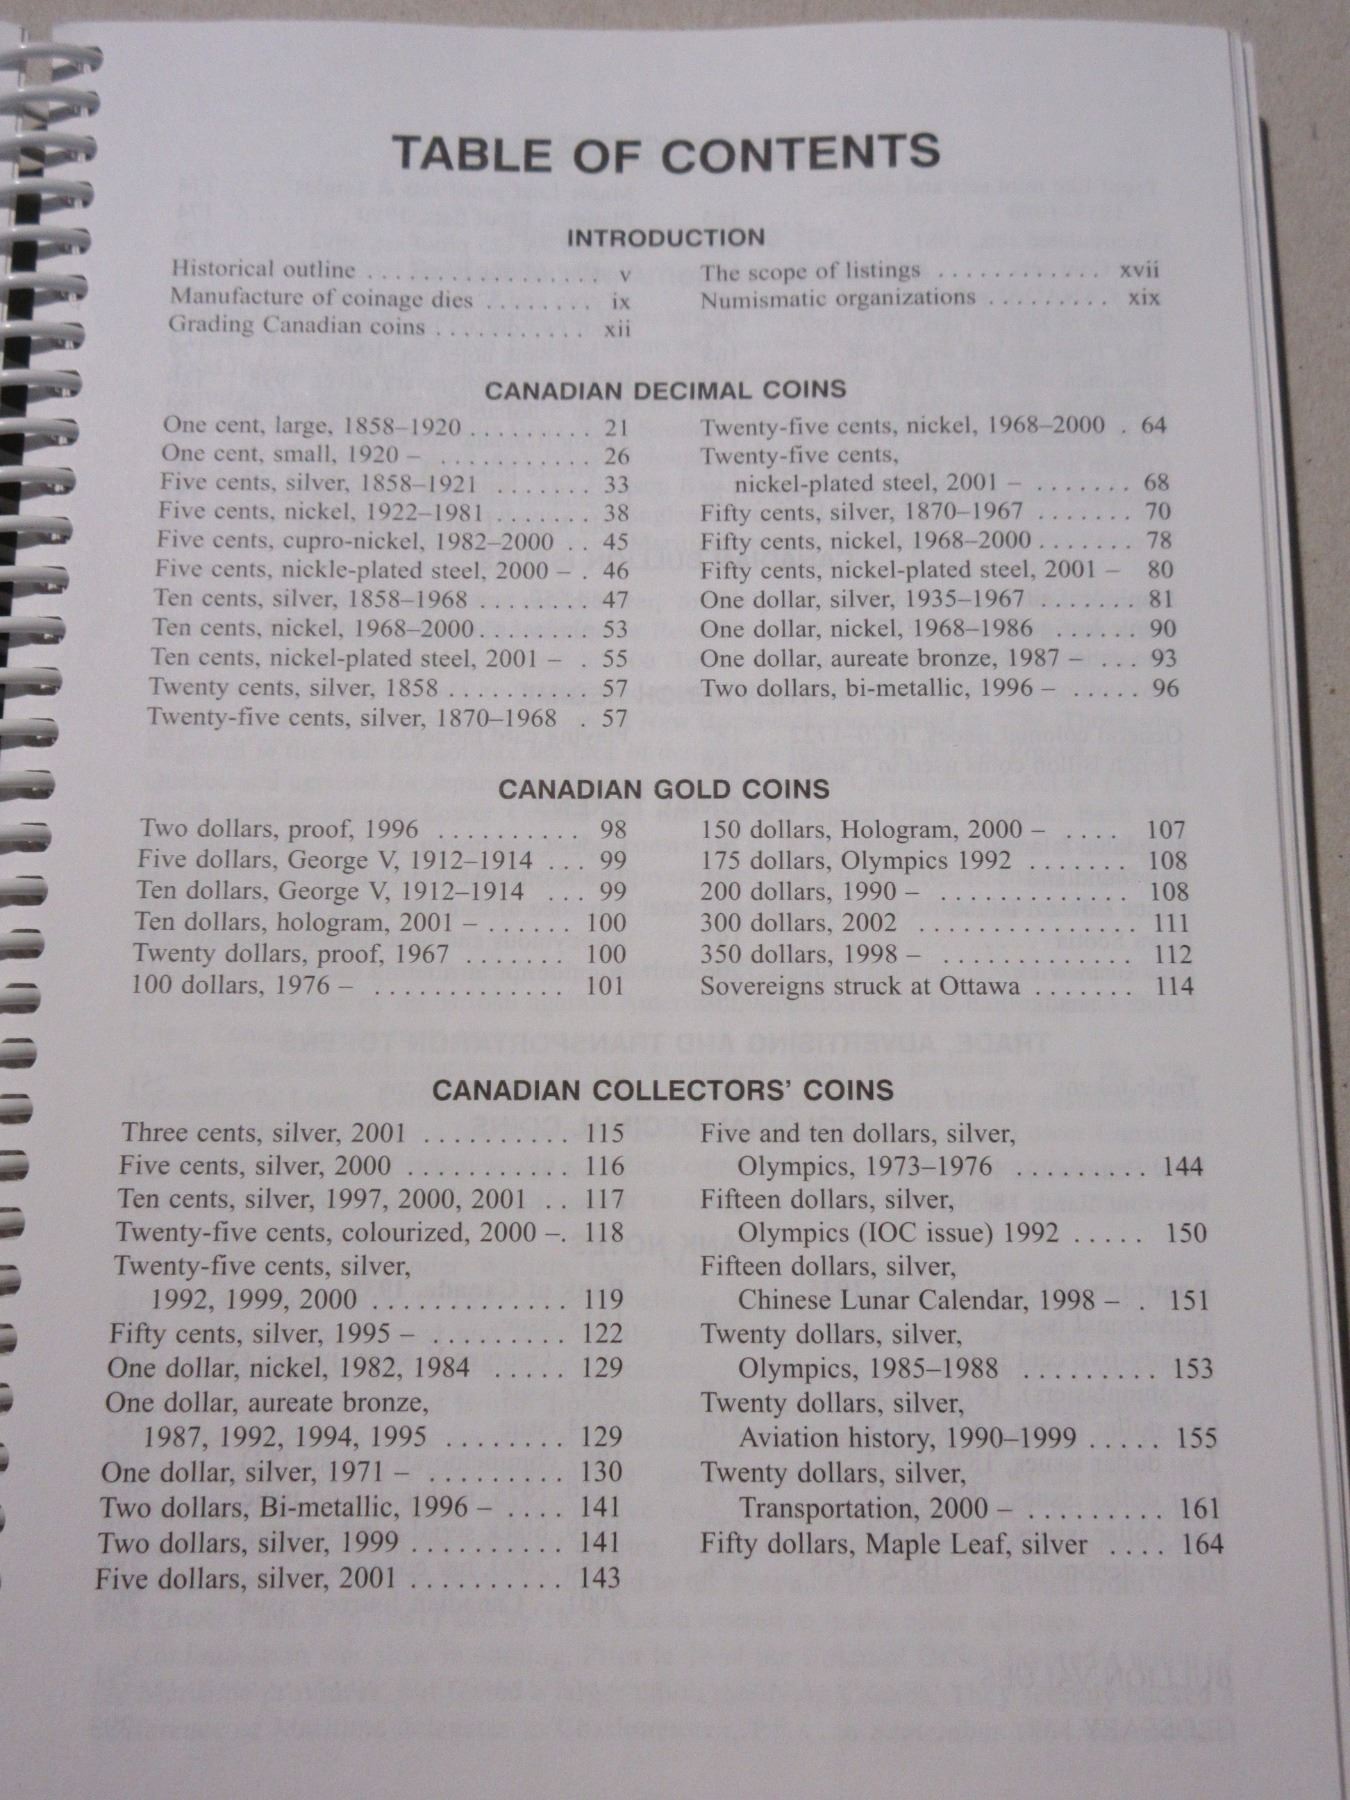 TABLE OF CONTENTS
INTRODUCTION
Historical outline . . . . . . . . . . . . . . . . v
Manufacture of coinage dies . . . . . . . . ix
Grading Canadian coins . . . . . . . . . . . xii
The scope of listings . . . . . . . . . . . . xvii
Numismatic organizations . . . . . . . . . xix
CANADIAN DECIMAL COINS
One cent, large, 1858–1920 . . . . . . . . . 21
One cent, small, 1920 – . . . . . . . . . . . 26
Five cents, silver, 1858–1921 . . . . . . . 33
Five cents, nickel, 1922–1981 . . . . . . . 38
Five cents, cupro-nickel, 1982–2000 . . 45
Five cents, nickle-plated steel, 2000 – . 46
Ten cents, silver, 1858–1968 . . . . . . . . 47
Ten cents, nickel, 1968–2000 . . . . . . . . 53
Ten cents, nickel-plated steel, 2001 – . 55
Twenty cents, silver, 1858 . . . . . . . . . . 57
Twenty-five cents, silver, 1870–1968 . 57
Twenty-five cents, nickel, 1968–2000 . 64
Twenty-five cents,
nickel-plated steel, 2001 – . . . . . . . 68
Fifty cents, silver, 1870–1967 . . . . . . . 70
Fifty cents, nickel, 1968–2000 . . . . . . . 78
Fifty cents, nickel-plated steel, 2001 – 80
One dollar, silver, 1935–1967 . . . . . . . 81
One dollar, nickel, 1968–1986 . . . . . . 90
One dollar, aureate bronze, 1987 – . . . 93
Two dollars, bi-metallic, 1996 – . . . . . 96
CANADIAN GOLD COINS
Two dollars, proof, 1996 . . . . . . . . . . 98
Five dollars, George V, 1912–1914 . . . 99
Ten dollars, George V, 1912–1914 . . . 99
Ten dollars, hologram, 2001 – . . . . . . 100
Twenty dollars, proof, 1967 . . . . . . . 100
100 dollars, 1976 – . . . . . . . . . . . . . 101
150 dollars, Hologram, 2000 – . . . . 107
175 dollars, Olympics 1992 . . . . . . . 108
200 dollars, 1990 – . . . . . . . . . . . . . 108
300 dollars, 2002 . . . . . . . . . . . . . . . 111
350 dollars, 1998 – . . . . . . . . . . . . . 112
Sovereigns struck at Ottawa . . . . . . . 114
CANADIAN COLLECTORS' COINS
Three cents, silver, 2001 . . . . . . . . . . 115
Five cents, silver, 2000 . . . . . . . . . . . 116
Ten cents, silver, 1997, 2000, 2001 . . 117
Twenty-five cents, colourized, 2000 –. 118
Twenty-five cents, silver,
1992, 1999, 2000 . . . . . . . . . . . . . 119
Fifty cents, silver, 1995 – . . . . . . . . . 122
One dollar, nickel, 1982, 1984 . . . . . 129
One dollar, aureate bronze,
1987, 1992, 1994, 1995 . . . . . . . . 129
One dollar, silver, 1971 – . . . . . . . . . 130
Two dollars, Bi-metallic, 1996 – . . . . 141
Two dollars, silver, 1999 . . . . . . . . . . 141
Five dollars, silver, 2001 . . . . . . . . . . 143
Five and ten dollars, silver,
Olympics, 1973–1976 . . . . . . . . . 144
Fifteen dollars, silver,
Olympics (IOC issue) 1992 . . . . . 150
Fifteen dollars, silver,
Chinese Lunar Calendar, 1998 – . 151
Twenty dollars, silver,
Olympics, 1985–1988 . . . . . . . . . 153
Twenty dollars, silver,
Aviation history, 1990–1999 . . . . . 155
Twenty dollars, silver,
Transportation, 2000 – . . . . . . . . . 161
Fifty dollars, Maple Leaf, silver . . . . 164